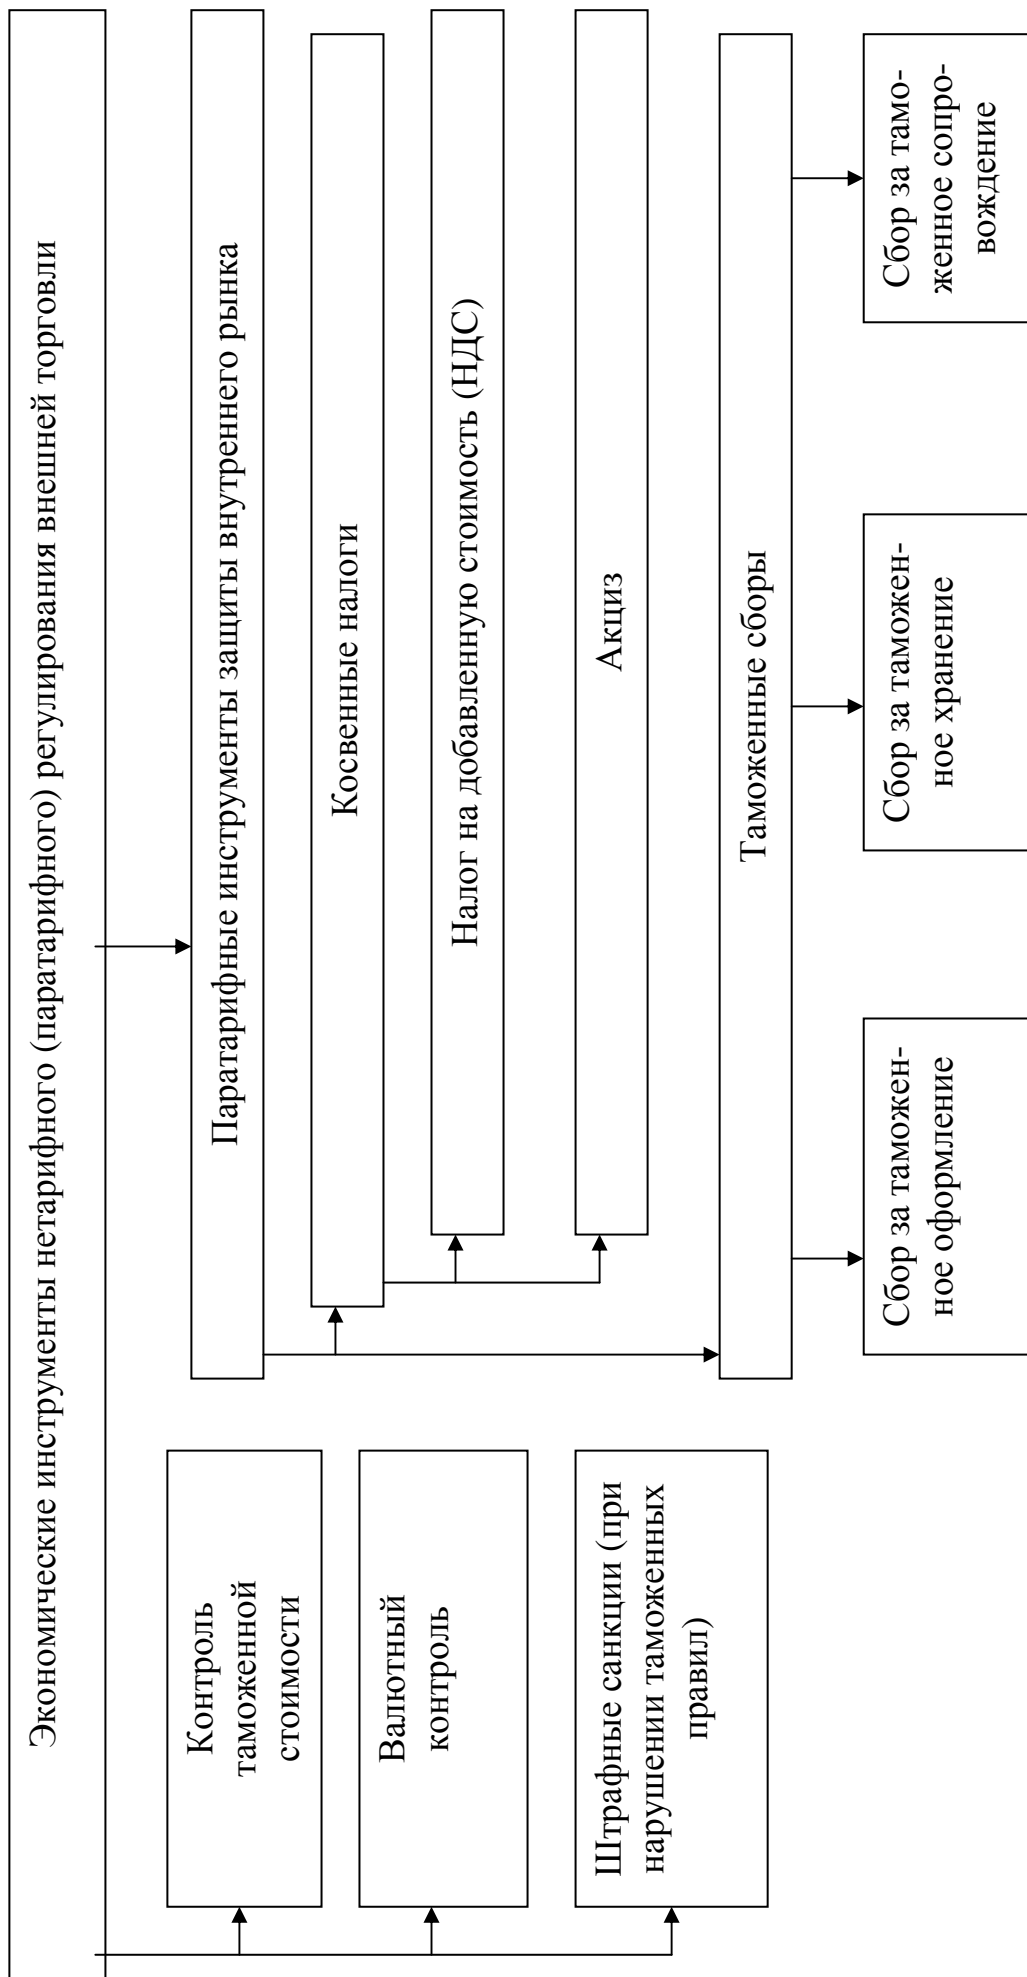 Экономические инструменты нетарифного (паратарифного) регулирования внешней торговли
Контроль
таможенной
стоимости
Валютный
контроль
Штрафные санкции (при
нарушении таможенных
правил)
Паратарифные инструменты защиты внутреннего рынка
Косвенные налоги
Налог на добавленную стоимость (НДС)
Акциз
Таможенные сборы
Сбор за таможен-
ное оформление
Сбор за таможен-
ное хранение
Сбор за тамо-
женное сопро-
вождение